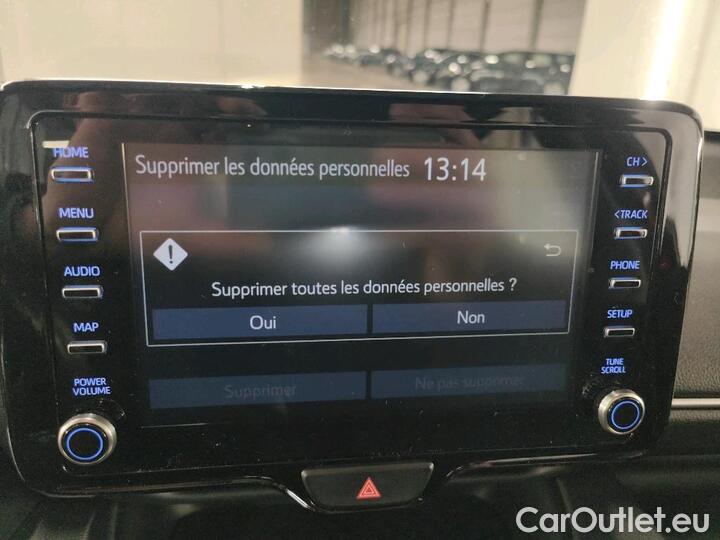 Supprimer les données personnelles 13:14
HOME
MENU
AUDIO
MAP
POWER
VOLUME
!
Supprimer toutes les données personnelles ?
Oui
Non
Supprimer
Ne pas supprimer
CH >
< TRACK
PHONE
SETUP
TUNE
SCROLL
CarOutlet.eu